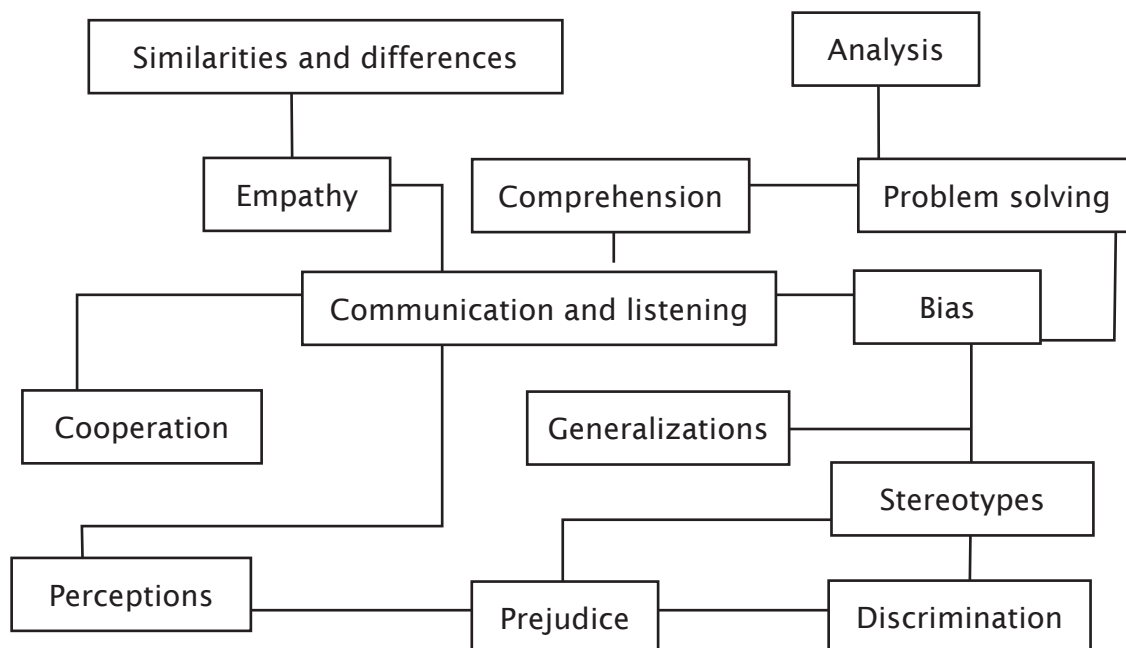 Similarities and differences
Analysis
Empathy
Comprehension
Problem solving
Communication and listening
Bias
Cooperation
Generalizations
Stereotypes
Perceptions
Prejudice
Discrimination